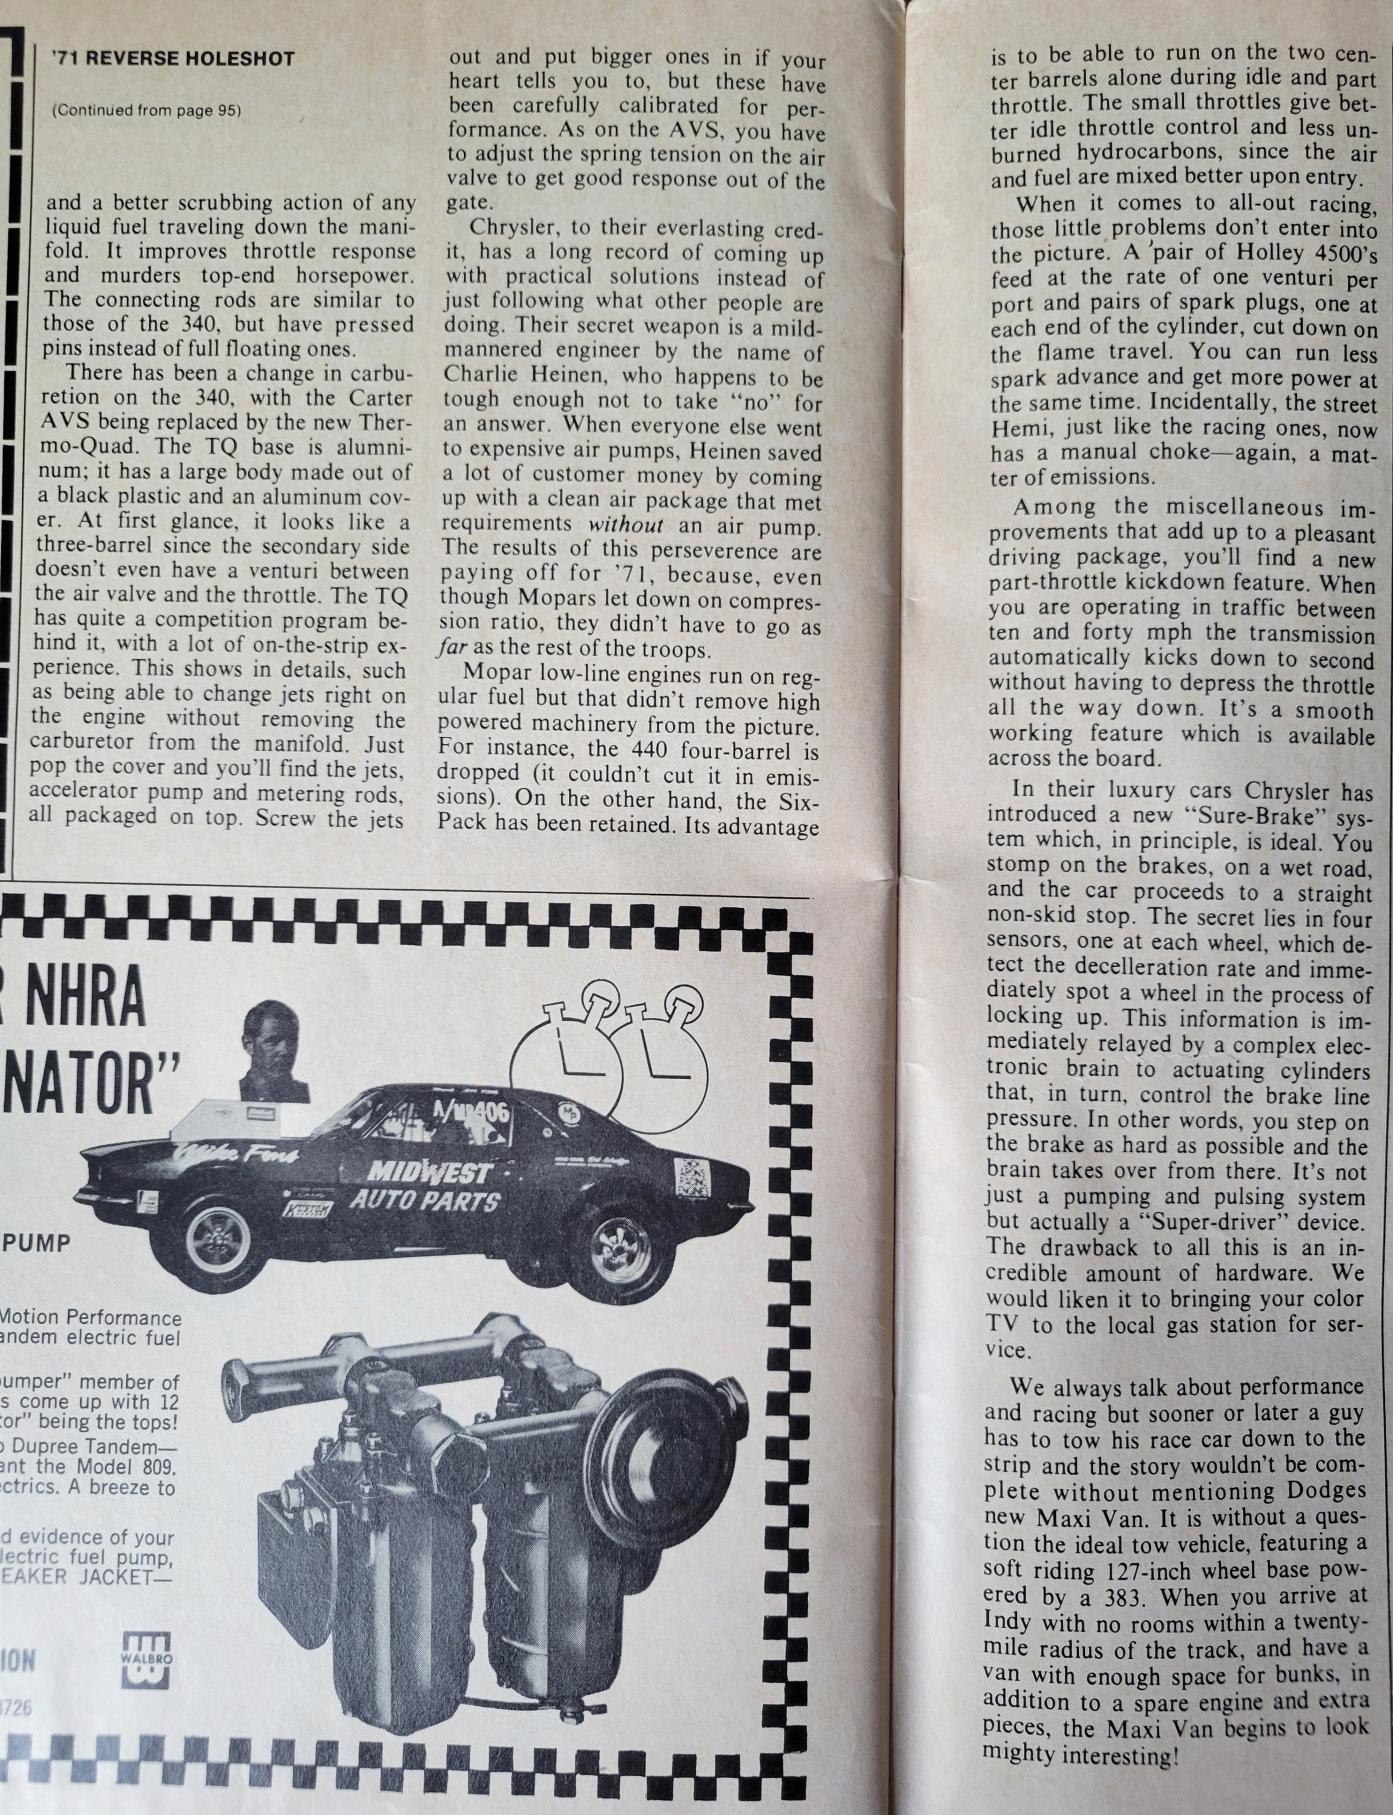 '71 REVERSE HOLESHOT
(Continued from page 95)
and a better scrubbing action of any
liquid fuel traveling down the mani-
fold. It improves throttle response
and murders top-end horsepower.
The connecting rods are similar to
those of the 340, but have pressed
pins instead of full floating ones.
There has been a change in carbu-
retion on the 340, with the Carter
AVS being replaced by the new Ther-
mo-Quad. The TQ base is alumni-
num; it has a large body made out of
a black plastic and an aluminum cov-
er. At first glance, it looks like a
three-barrel since the secondary side
doesn't even have a venturi between
the air valve and the throttle. The TQ
has quite a competition program be-
hind it, with a lot of on-the-strip ex-
perience. This shows in details, such
as being able to change jets right on
the engine without removing the
carburetor from the manifold. Just
pop the cover and you'll find the jets,
accelerator pump and metering rods,
all packaged on top. Screw the jets
out and put bigger ones in if your
heart tells you to, but these have
been carefully calibrated for per-
formance. As on the AVS, you have
to adjust the spring tension on the air
valve to get good response out of the
gate.
Chrysler, to their everlasting cred-
it, has a long record of coming up
with practical solutions instead of
just following what other people are
doing. Their secret weapon is a mild-
mannered engineer by the name of
Charlie Heinen, who happens to be
tough enough not to take "no" for
an answer. When everyone else went
to expensive air pumps, Heinen saved
a lot of customer money by coming
up with a clean air package that met
requirements without an air pump.
The results of this perseverence are
paying off for '71, because, even
though Mopars let down on compres-
sion ratio, they didn't have to go as
far as the rest of the troops.
Mopar low-line engines run on reg-
ular fuel but that didn't remove high
powered machinery from the picture.
For instance, the 440 four-barrel is
dropped (it couldn't cut it in emis-
sions). On the other hand, the Six-
Pack has been retained. Its advantage
is to be able to run on the two cen-
ter barrels alone during idle and part
throttle. The small throttles give bet-
ter idle throttle control and less un-
burned hydrocarbons, since the air
and fuel are mixed better upon entry.
When it comes to all-out racing,
those little problems don't enter into
the picture. A pair of Holley 4500's
feed at the rate of one venturi per
port and pairs of spark plugs, one at
each end of the cylinder, cut down on
the flame travel. You can run less
spark advance and get more power at
the same time. Incidentally, the street
Hemi, just like the racing ones, now
has a manual choke—again, a mat-
ter of emissions.
Among the miscellaneous im-
provements that add up to a pleasant
driving package, you'll find a new
part-throttle kickdown feature. When
you are operating in traffic between
ten and forty mph the transmission
automatically kicks down to second
without having to depress the throttle
all the way down. It's a smooth
working feature which is available
across the board.
In their luxury cars Chrysler has
introduced a new "Sure-Brake" sys-
tem which, in principle, is ideal. You
stomp on the brakes, on a wet road,
and the car proceeds to a straight
non-skid stop. The secret lies in four
sensors, one at each wheel, which de-
tect the decelleration rate and imme-
diately spot a wheel in the process of
locking up. This information is im-
mediately relayed by a complex elec-
tronic brain to actuating cylinders
that, in turn, control the brake line
pressure. In other words, you step on
the brake as hard as possible and the
brain takes over from there. It's not
just a pumping and pulsing system
but actually a "Super-driver" device.
The drawback to all this is an in-
credible amount of hardware. We
would liken it to bringing your color
TV to the local gas station for ser-
vice.
We always talk about performance
and racing but sooner or later a guy
has to tow his race car down to the
strip and the story wouldn't be com-
plete without mentioning Dodges
new Maxi Van. It is without a ques-
tion the ideal tow vehicle, featuring a
soft riding 127-inch wheel base pow-
ered by a 383. When you arrive at
Indy with no rooms within a twenty-
mile radius of the track, and have a
van with enough space for bunks, in
addition to a spare engine and extra
pieces, the Maxi Van begins to look
mighty interesting!
R NHRA
NATOR"
A/MP406
Mike Fons
MIDWEST
AUTO PARTS
PUMP
Motion Performance
andem electric fuel
umper" member of
s come up with 12
tor" being the tops!
o Dupree Tandem—
ant the Model 809.
ectrics. A breeze to
d evidence of your
lectric fuel pump,
EAKER JACKET—
ION
WALBRO
3726